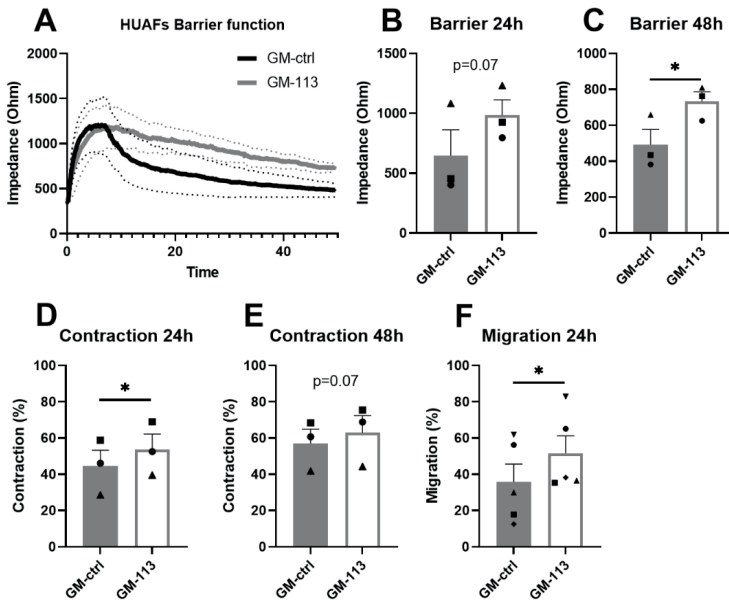 A
HUAFs Barrier function
Impedance (Ohm)
2000
1500
1000
500
0
0
20
40
Time
GM-ctrl
GM-113
B
Barrier 24h
Impedance (Ohm)
1500
1000
500
0
p=0.07
GM-ctrl
GM-113
C
Barrier 48h
Impedance (Ohm)
800
600
400
200
0
*
GM-ctrl
GM-113
D
Contraction 24h
Contraction (%)
100
80
60
40
20
0
*
GM-ctrl
GM-113
E
Contraction 48h
Contraction (%)
100
80
60
40
20
0
p=0.07
GM-ctrl
GM-113
F
Migration 24h
Migration (%)
100
80
60
40
20
0
*
GM-ctrl
GM-113